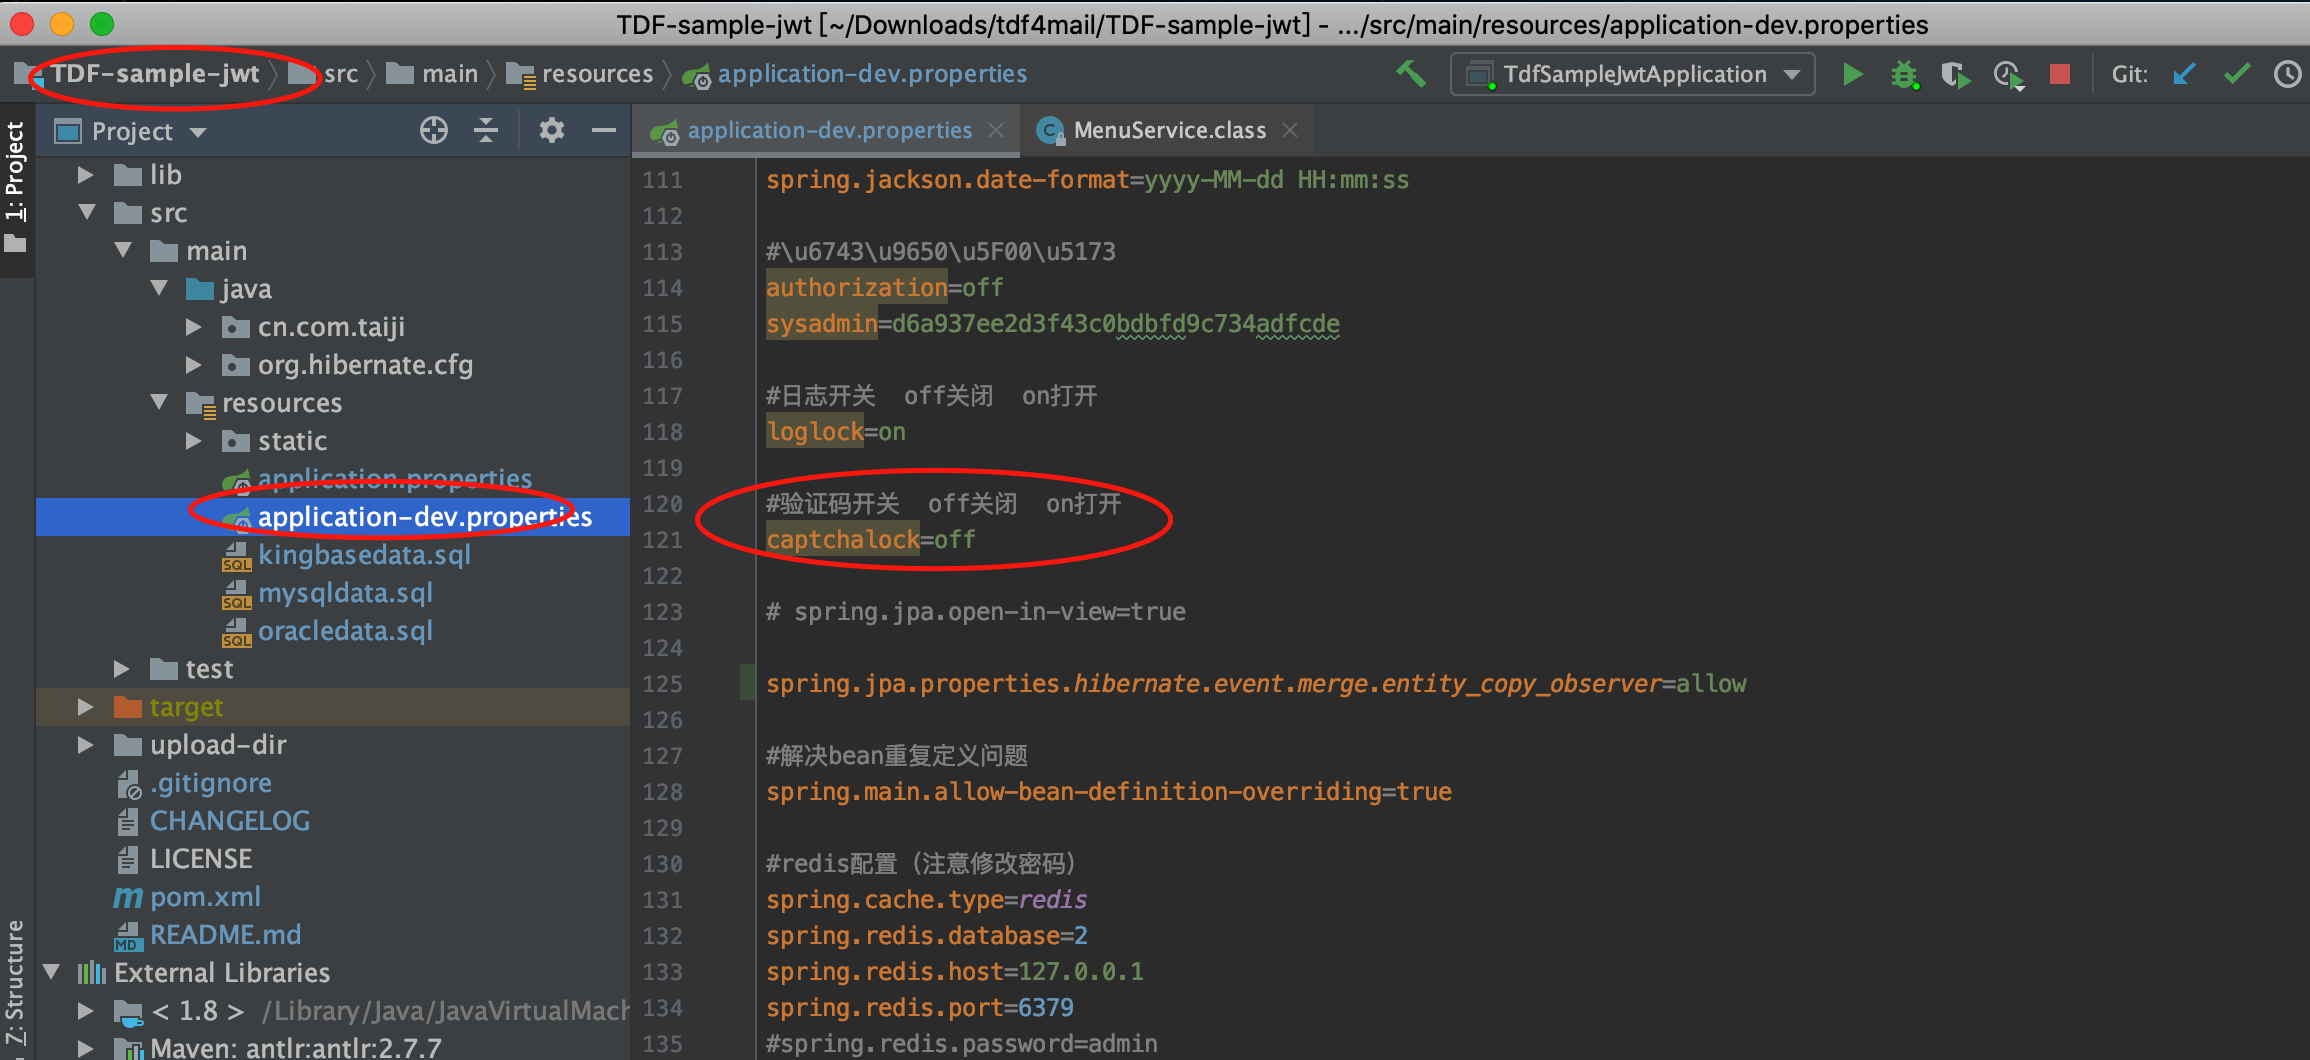 TDF-sample-jwt [~/Downloads/tdf4mail/TDF-sample-jwt] - .../src/main/resources/application-dev.properties
TDF-sample-jwt src main resources application-dev.properties
TdfSampleJwtApplication
Git:
1: Project
7: Structure
Project
lib
src
main
java
cn.com.taiji
org.hibernate.cfg
resources
static
application.properties
application-dev.properties
kingbasedata.sql
mysqldata.sql
oracledata.sql
test
target
upload-dir
.gitignore
CHANGELOG
LICENSE
pom.xml
README.md
External Libraries
< 1.8 > /Library/Java/JavaVirtualMach
Maven: antlr:antlr:2.7.7
application-dev.properties
MenuService.class
111 spring.jackson.date-format=yyyy-MM-dd HH:mm:ss
112
113 #\u6743\u9650\u5F00\u5173
114 authorization=off
115 sysadmin=d6a937ee2d3f43c0bdbfd9c734adfcde
116
117 #日志开关 off关闭 on打开
118 loglock=on
119
120 #验证码开关 off关闭 on打开
121 captchalock=off
122
123 # spring.jpa.open-in-view=true
124
125 spring.jpa.properties.hibernate.event.merge.entity_copy_observer=allow
126
127 #解决bean重复定义问题
128 spring.main.allow-bean-definition-overriding=true
129
130 #redis配置（注意修改密码）
131 spring.cache.type=redis
132 spring.redis.database=2
133 spring.redis.host=127.0.0.1
134 spring.redis.port=6379
135 #spring.redis.password=admin